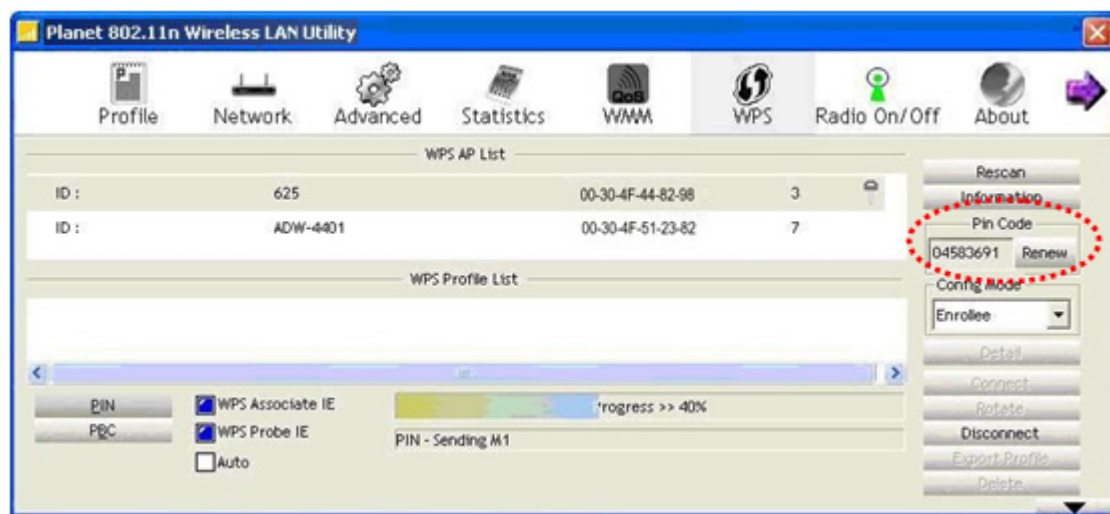 Planet 802.11n Wireless LAN Utility
Profile Network Advanced Statistics WMM WPS Radio On/Off About
QoS
WPS AP List
ID : 625 00-30-4F-44-82-98 3
ID : ADW-4401 00-30-4F-51-23-82 7
WPS Profile List
Rescan
Information
Pin Code
04583691 Renew
Config Mode
Enrollee
Detail
Connect
Rotate
Disconnect
Export Profile
Delete
PIN WPS Associate IE Progress >> 40%
PBC WPS Probe IE PIN - Sending M1
Auto